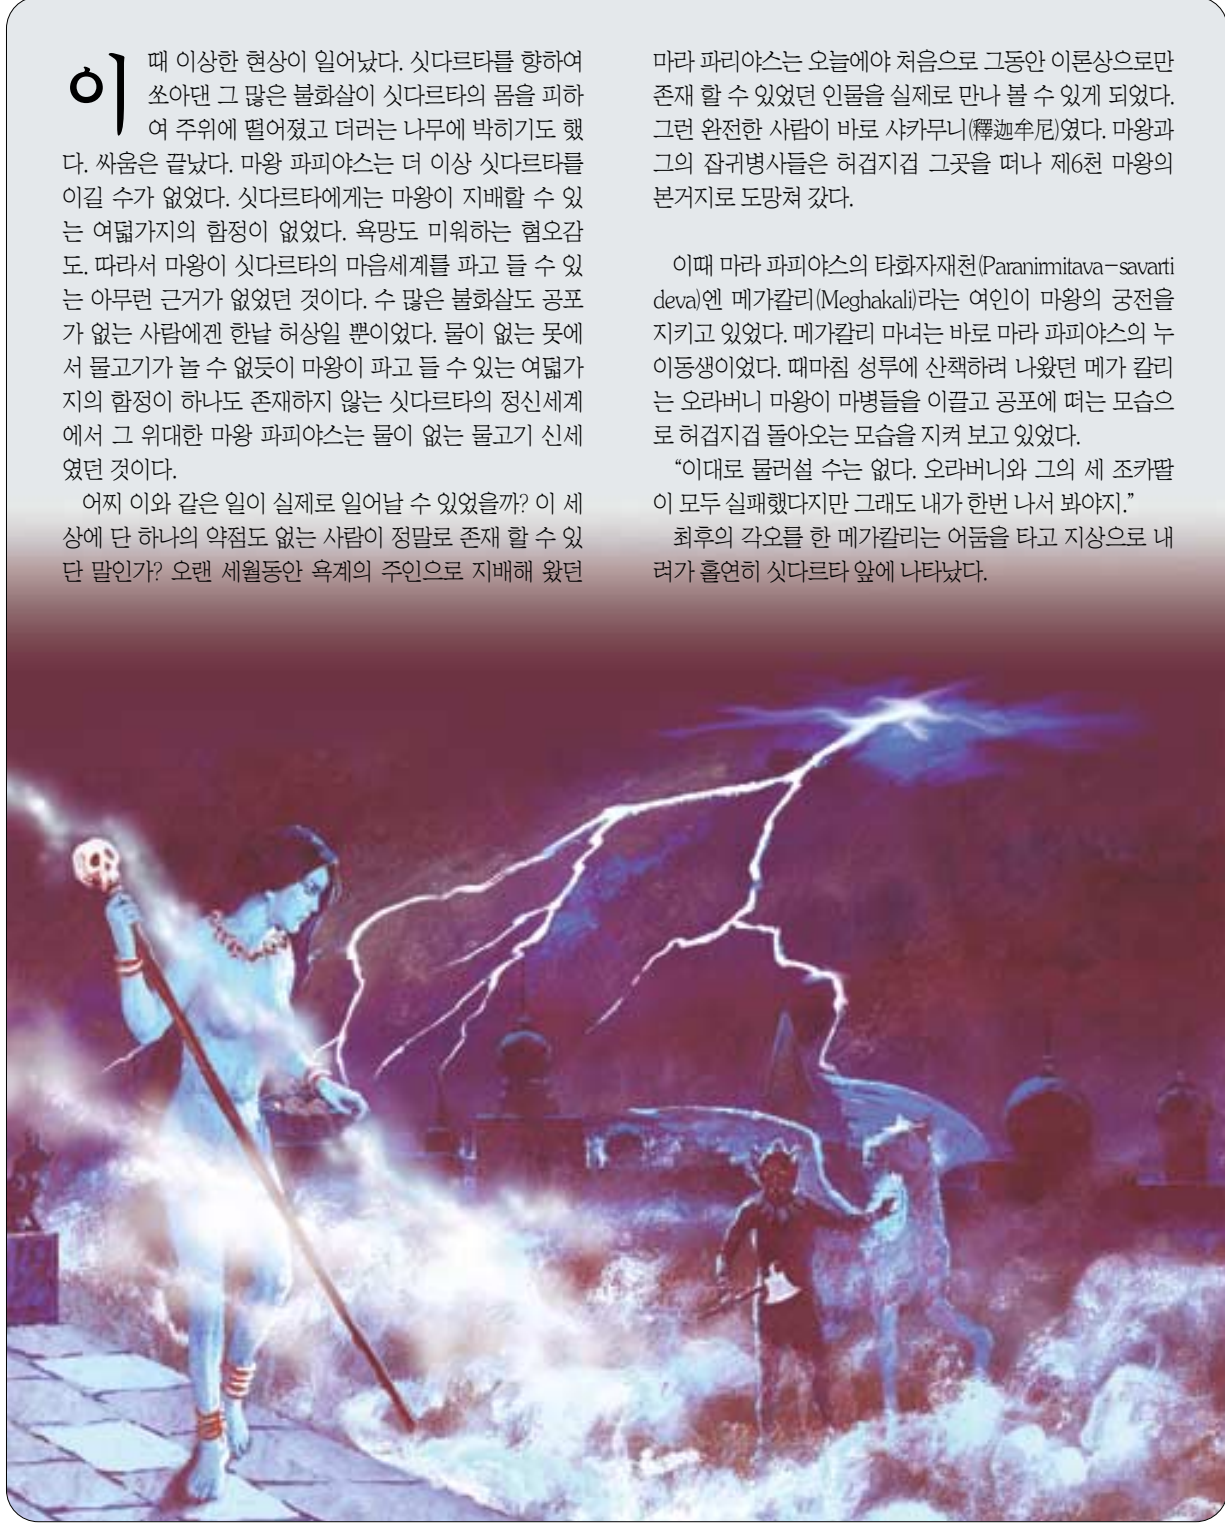 이때 이상한 현상이 일어났다. 싯다르타를 향하여
쏘아댄 그 많은 불화살이 싯다르타의 몸을 피하
여 주위에 떨어졌고 더러는 나무에 박히기도 했
다. 싸움은 끝났다. 마왕 파피야스는 더 이상 싯다르타를
이길 수가 없었다. 싯다르타에게는 마왕이 지배할 수 있
는 여덟가지의 함정이 없었다. 욕망도 미워하는 혐오감
도. 따라서 마왕이 싯다르타의 마음세계를 파고 들 수 있
는 아무런 근거가 없었던 것이다. 수 많은 불화살도 공포
가 없는 사람에겐 한낱 허상일 뿐이었다. 물이 없는 못에
서 물고기가 놀 수 없듯이 마왕이 파고 들 수 있는 여덟가
지의 함정이 하나도 존재하지 않는 싯다르타의 정신세계
에서 그 위대한 마왕 파피야스는 물이 없는 물고기 신세
였던 것이다.
어찌 이와 같은 일이 실제로 일어날 수 있었을까? 이 세
상에 단 하나의 약점도 없는 사람이 정말로 존재 할 수 있
단 말인가? 오랜 세월동안 욕계의 주인으로 지배해 왔던
마라 파리야스는 오늘에야 처음으로 그동안 이론상으로만
존재 할 수 있었던 인물을 실제로 만나 볼 수 있게 되었다.
그런 완전한 사람이 바로 샤카무니(釋迦牟尼)였다. 마왕과
그의 잡귀병사들은 허겁지겁 그곳을 떠나 제6천 마왕의
본거지로 도망쳐 갔다.
이때 마라 파피야스의 타화자재천(Paranirmitava-savarti
deva)엔 메가칼리(Meghakali)라는 여인이 마왕의 궁전을
지키고 있었다. 메가칼리 마녀는 바로 마라 파피야스의 누
이동생이었다. 때마침 성루에 산책하려 나왔던 메가 칼리
는 오라버니 마왕이 마병들을 이끌고 공포에 떠는 모습으
로 허겁지겁 돌아오는 모습을 지켜 보고 있었다.
“이대로 물러설 수는 없다. 오라버니와 그의 세 조카딸
이 모두 실패했다지만 그래도 내가 한번 나서 봐야지.”
최후의 각오를 한 메가칼리는 어둠을 타고 지상으로 내
려가 홀연히 싯다르타 앞에 나타났다.